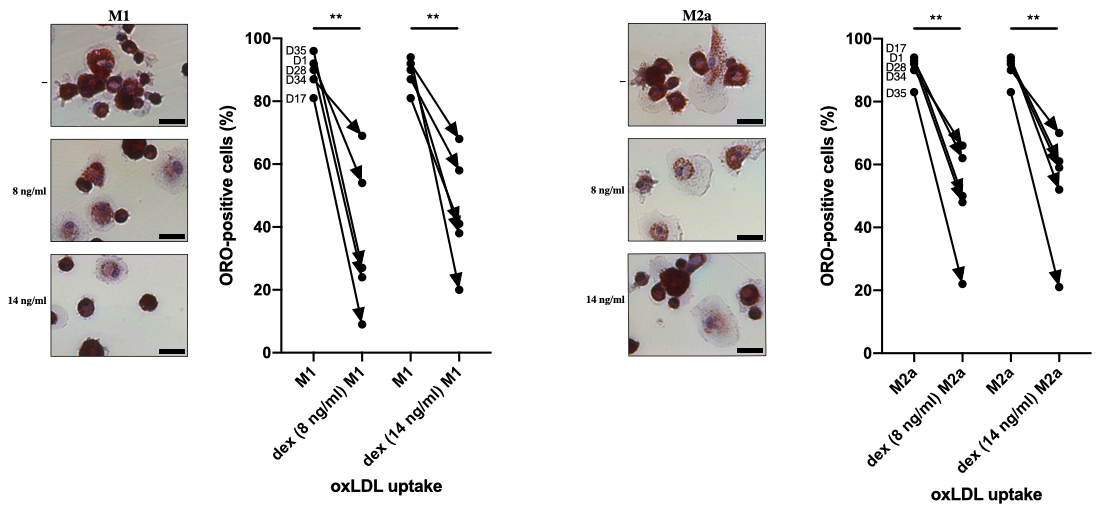 M1
–
8 ng/ml
14 ng/ml
**
**
ORO-positive cells (%)
100
80
60
40
20
0
D35
D1
D28
D34
D17
M1
dex (8 ng/ml) M1
M1
dex (14 ng/ml) M1
oxLDL uptake
M2a
–
8 ng/ml
14 ng/ml
**
**
ORO-positive cells (%)
100
80
60
40
20
0
D17
D1
D28
D34
D35
M2a
dex (8 ng/ml) M2a
M2a
dex (14 ng/ml) M2a
oxLDL uptake